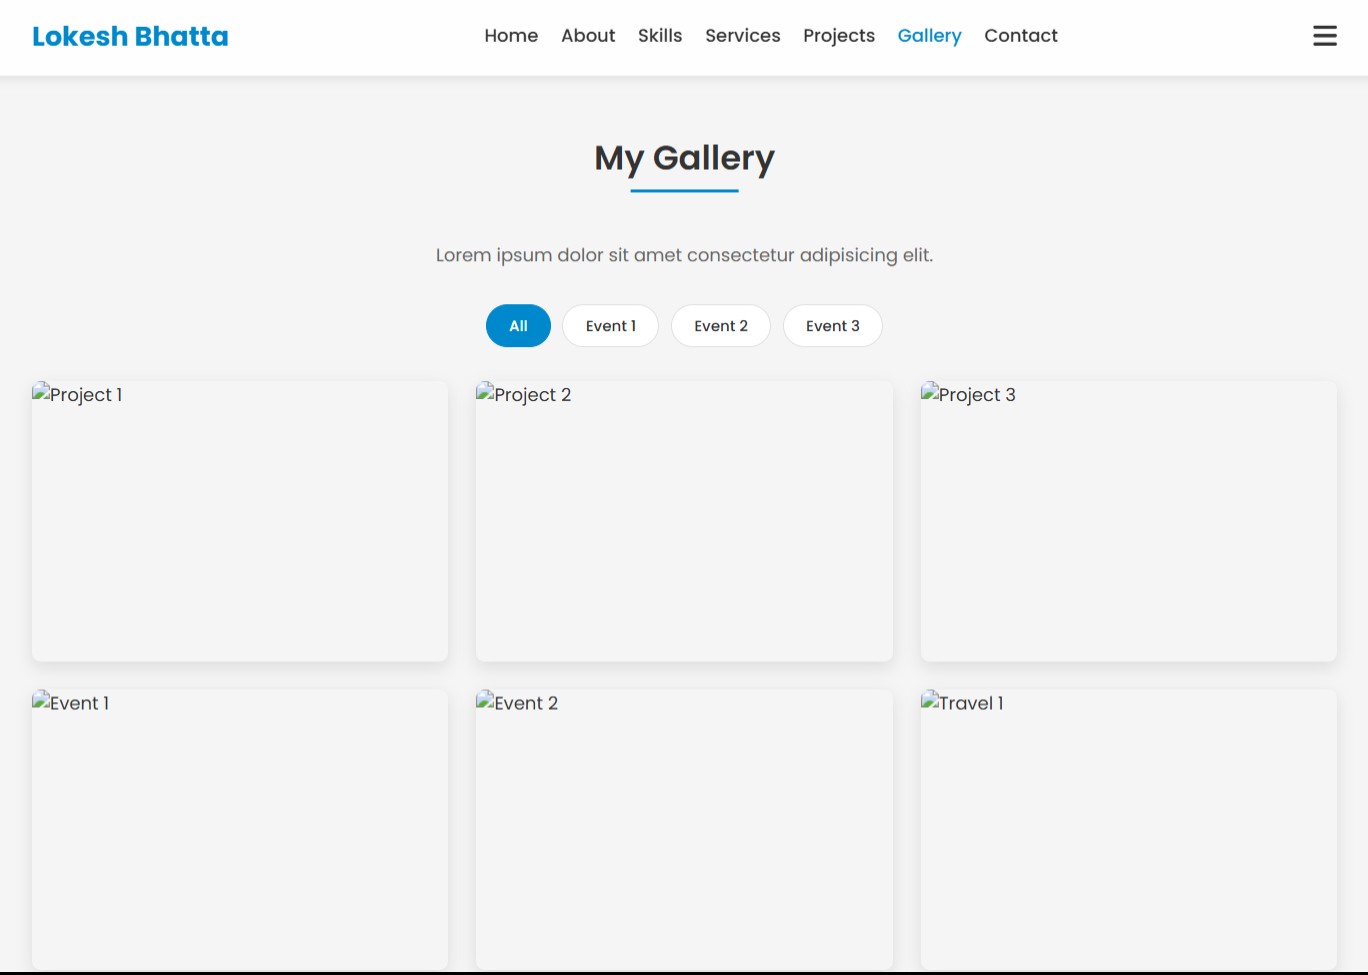 Lokesh Bhatta
Home About Skills Services Projects Gallery Contact
My Gallery
Lorem ipsum dolor sit amet consectetur adipisicing elit.
All Event 1 Event 2 Event 3
Project 1 Project 2 Project 3
Event 1 Event 2 Travel 1